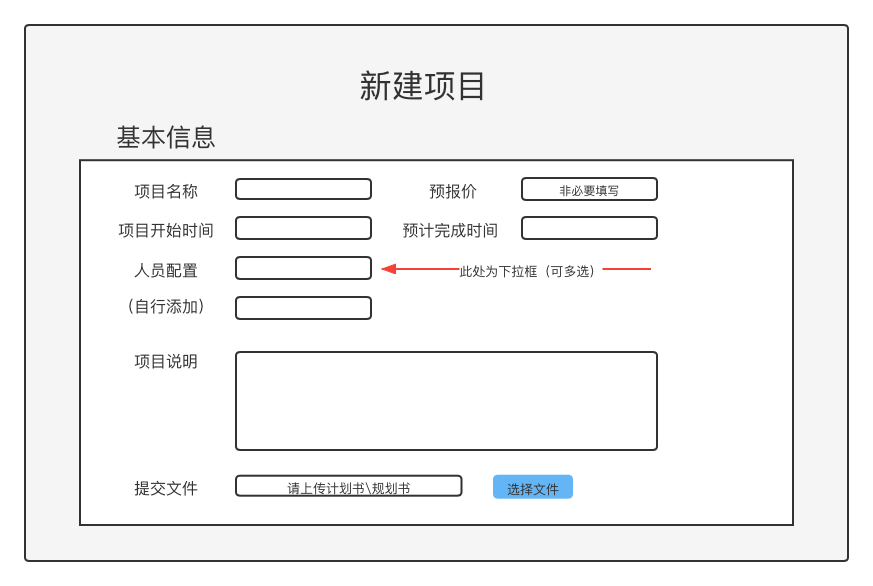 新建项目
基本信息
项目名称
预报价
非必要填写
项目开始时间
预计完成时间
人员配置
此处为下拉框（可多选）
（自行添加）
项目说明
提交文件
请上传计划书\规划书
选择文件